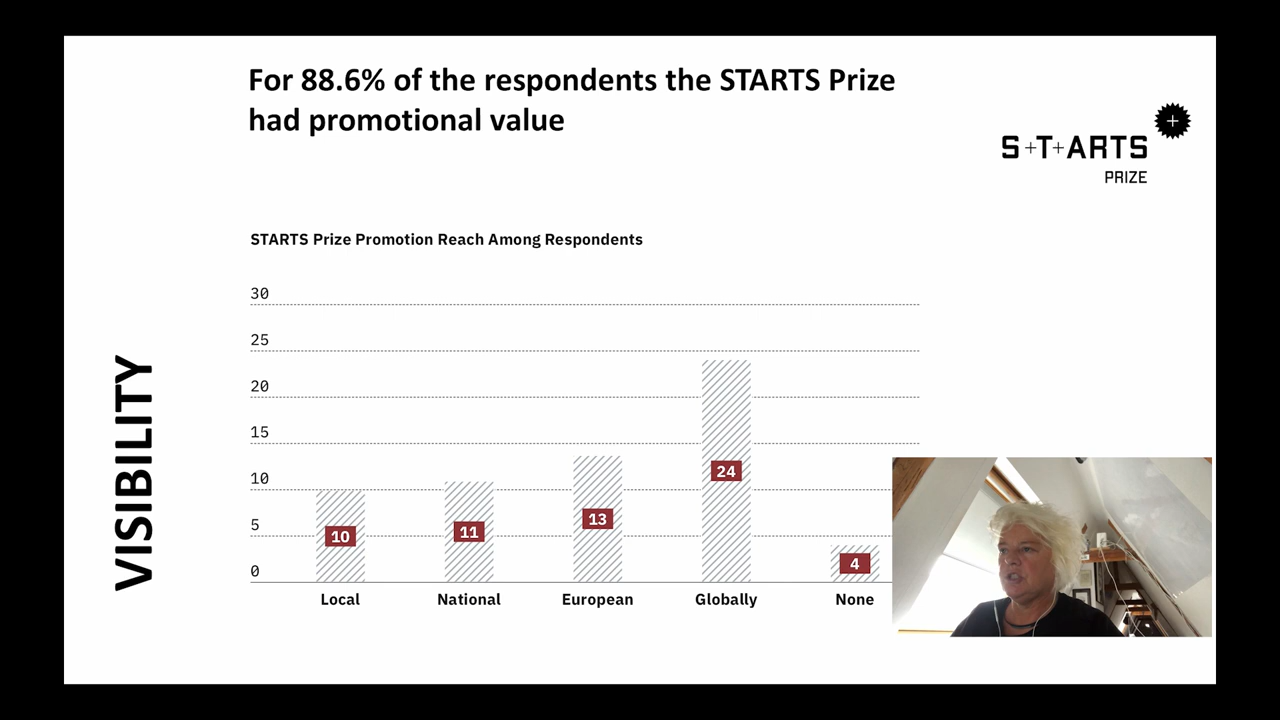 For 88.6% of the respondents the STARTS Prize
had promotional value
S+T+ARTS
PRIZE
STARTS Prize Promotion Reach Among Respondents
30
25
20
15
10
5
0
10
11
13
24
4
Local
National
European
Globally
None
VISIBILITY